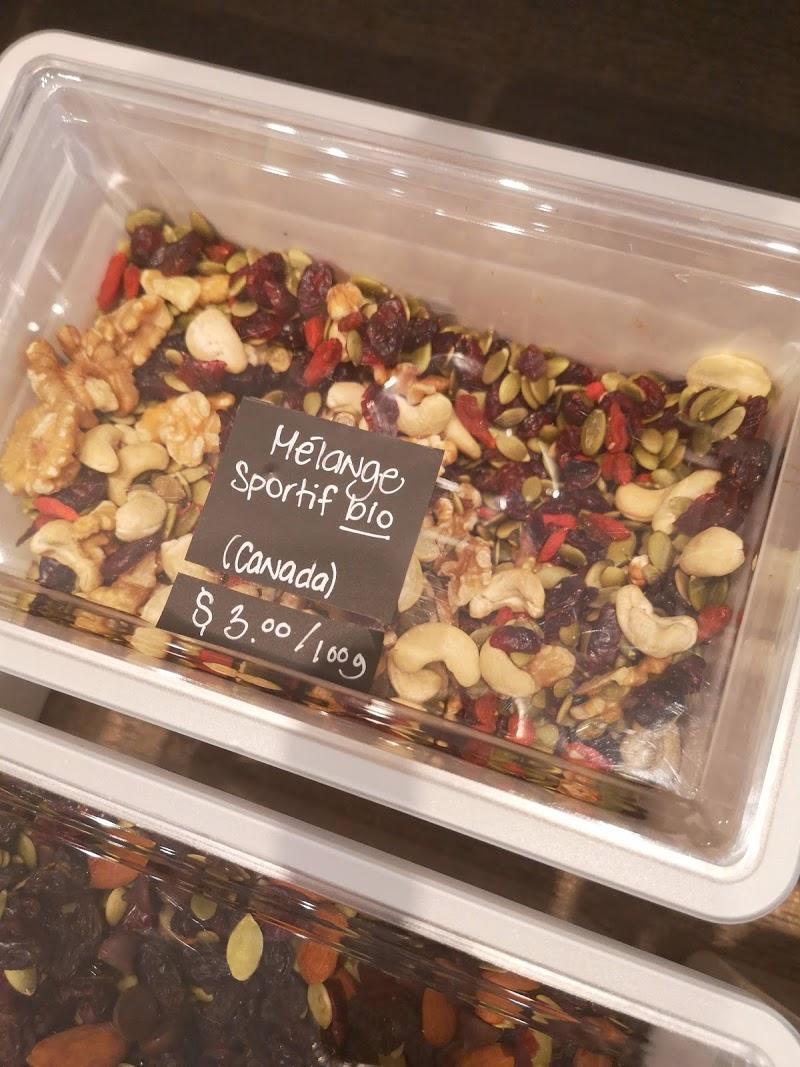 Mélange
Sportif bio
(Canada)
$ 3.00/100g